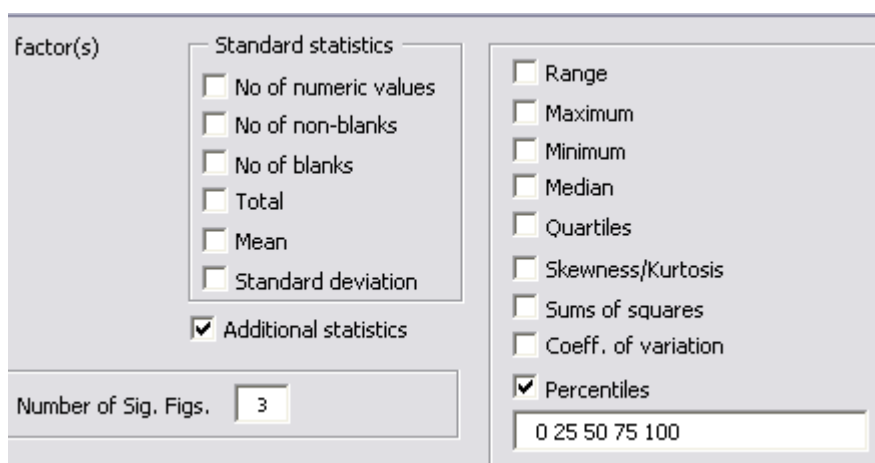 factor(s)
Standard statistics
No of numeric values
No of non-blanks
No of blanks
Total
Mean
Standard deviation
Additional statistics
Number of Sig. Figs. 3
Range
Maximum
Minimum
Median
Quartiles
Skewness/Kurtosis
Sums of squares
Coeff. of variation
Percentiles
0 25 50 75 100